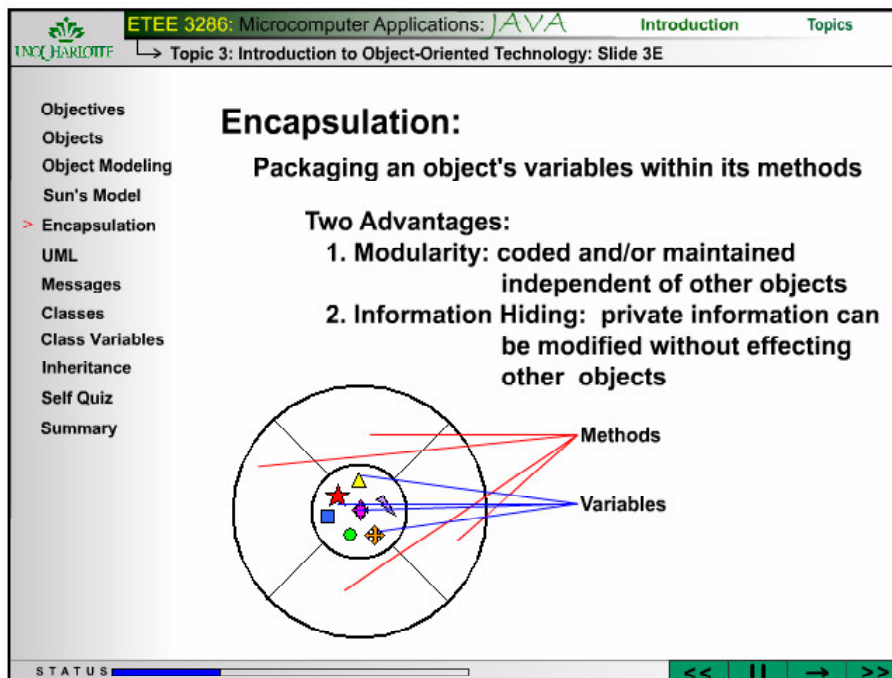 ETEE 3286: Microcomputer Applications: JAVA Introduction Topics
UNC CHARLOTTE
Topic 3: Introduction to Object-Oriented Technology: Slide 3E
Objectives
Objects
Object Modeling
Sun's Model
> Encapsulation
UML
Messages
Classes
Class Variables
Inheritance
Self Quiz
Summary
Encapsulation:
Packaging an object's variables within its methods
Two Advantages:
1. Modularity: coded and/or maintained
independent of other objects
2. Information Hiding: private information can
be modified without effecting
other objects
Methods
Variables
STATUS
<< || → >>